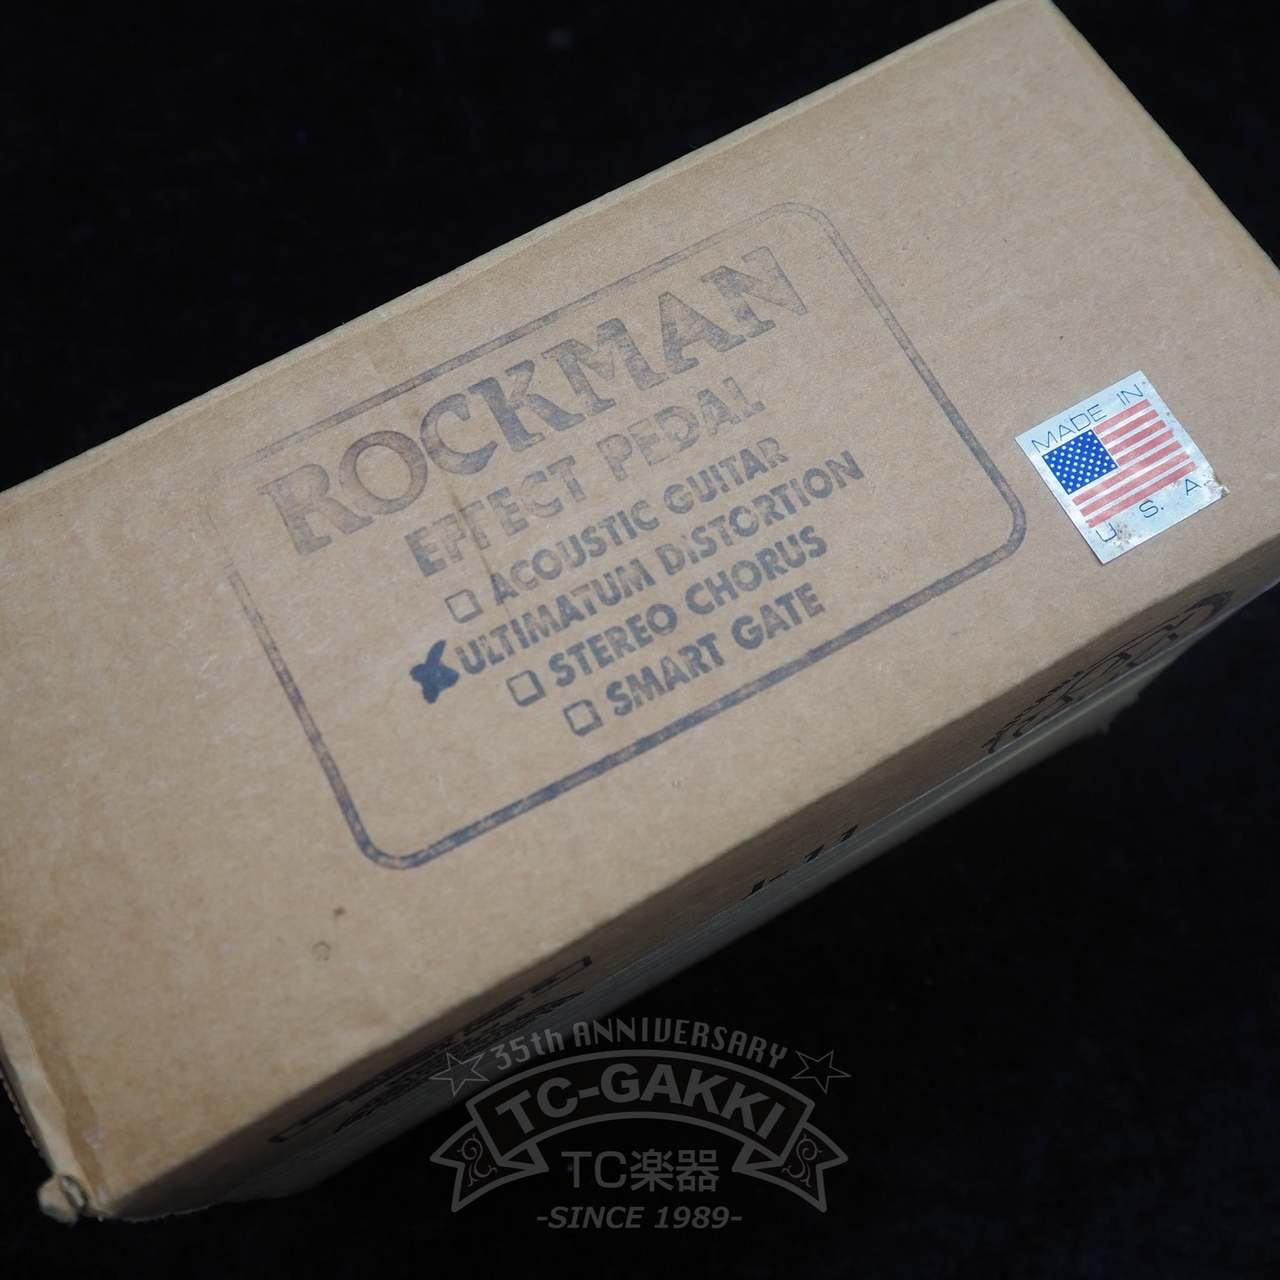 ROCKMAN
EFFECT PEDAL
ACOUSTIC GUITAR
ULTIMATUM DISTORTION
STEREO CHORUS
SMART GATE
MADE IN
U. S. A.
35th ANNIVERSARY
TC-GAKKI
TC楽器
-SINCE 1989-